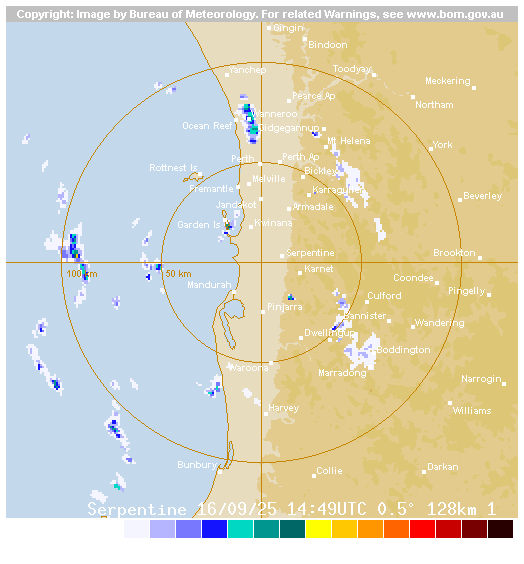 Copyright: Image by Bureau of Meteorology. For related Warnings, see www.bom.gov.au
Gingin
Bindoon
Yanchep
Toodyay
Meckering
Pearce Ap
Northam
Wanneroo
Ocean Reef
Gidgegannup
Mt Helena
York
Perth
Perth Ap
Rottnest Is
Bickley
Melville
Fremantle
Karragullen
Beverley
Jandakot
Armadale
Garden Is
Kwinana
Serpentine
Brookton
100 km
50 km
Karnet
Coondee
Mandurah
Pingelly
Culford
Pinjarra
Bannister
Wandering
Dwellingup
Boddington
Waroona
Marradong
Narrogin
Harvey
Williams
Bunbury
Collie
Darkan
Serpentine 16/09/25 14:49UTC 0.5° 128km 1